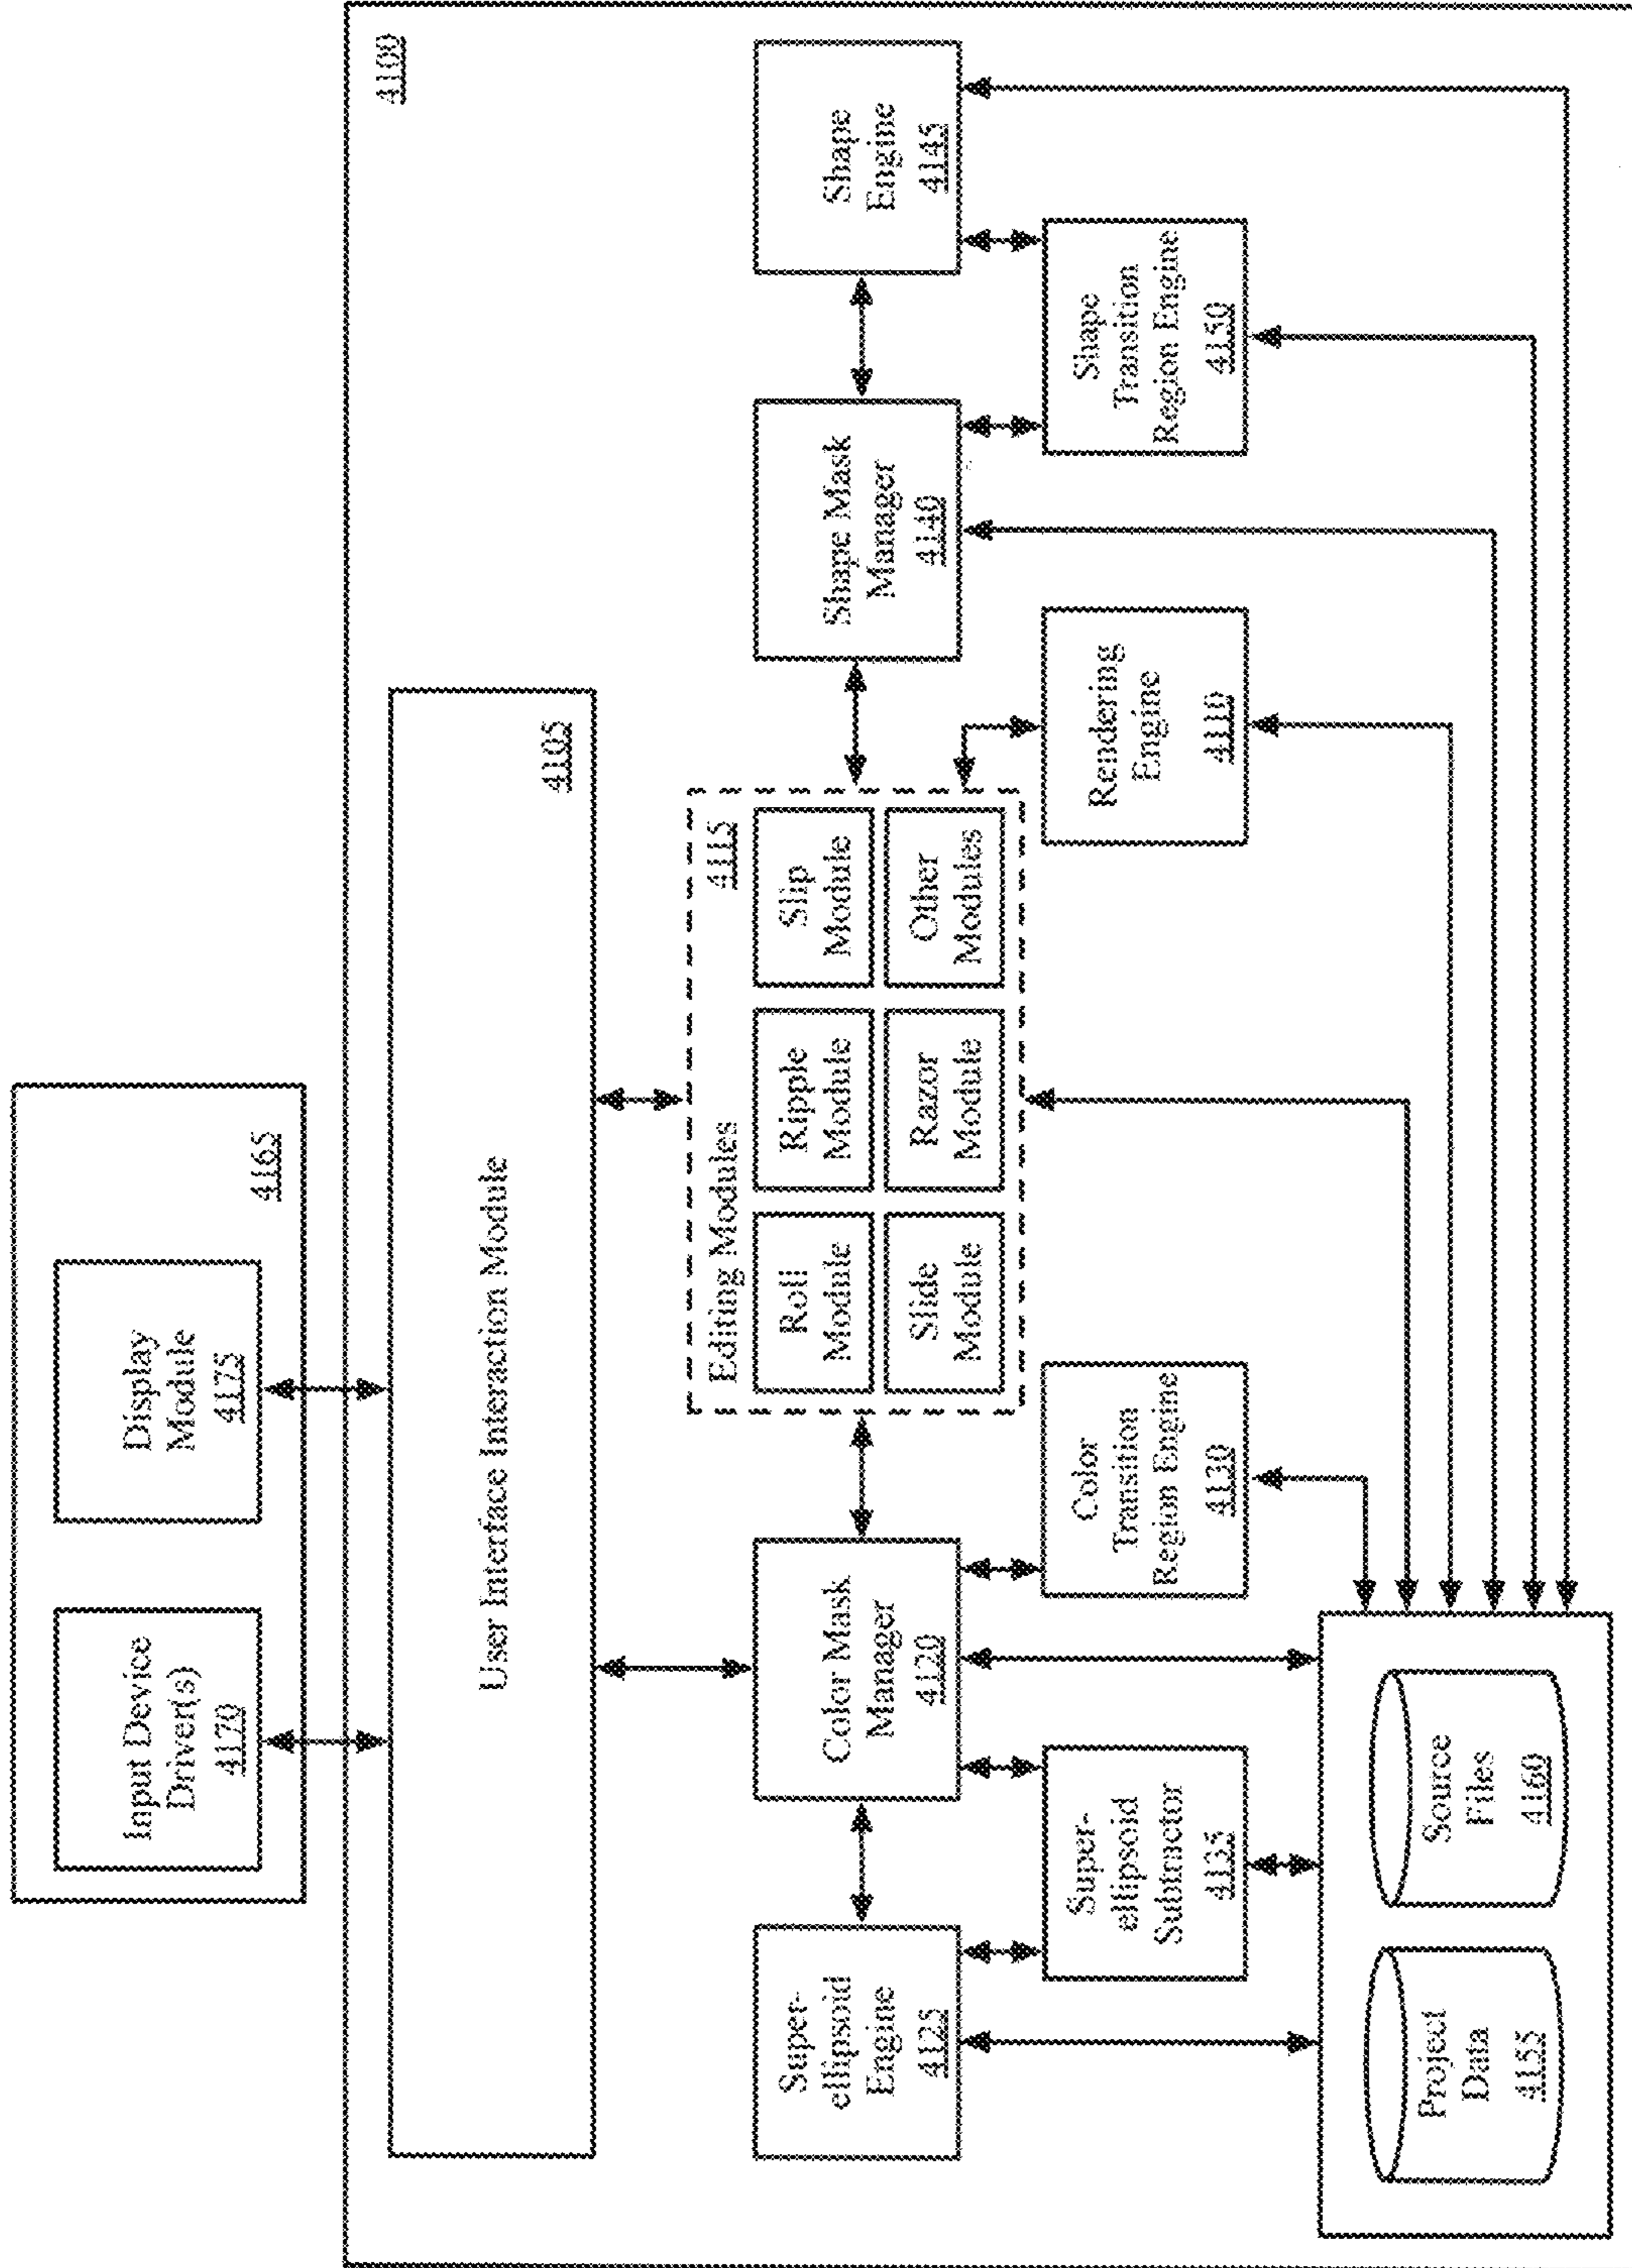 Input Device
Driver(s)
4170
Display
Module
4175
4165
4100
User Interface Interaction Module
4105
Editing Modules
4115
Roll
Module
Ripple
Module
Slip
Module
Slide
Module
Razor
Module
Other
Modules
Super-
ellipsoid
Engine
4125
Color Mask
Manager
4120
Shape Mask
Manager
4140
Shape
Engine
4145
Super-
ellipsoid
Subtractor
4135
Color
Transition
Region Engine
4130
Rendering
Engine
4110
Shape
Transition
Region Engine
4150
Project
Data
4155
Source
Files
4160